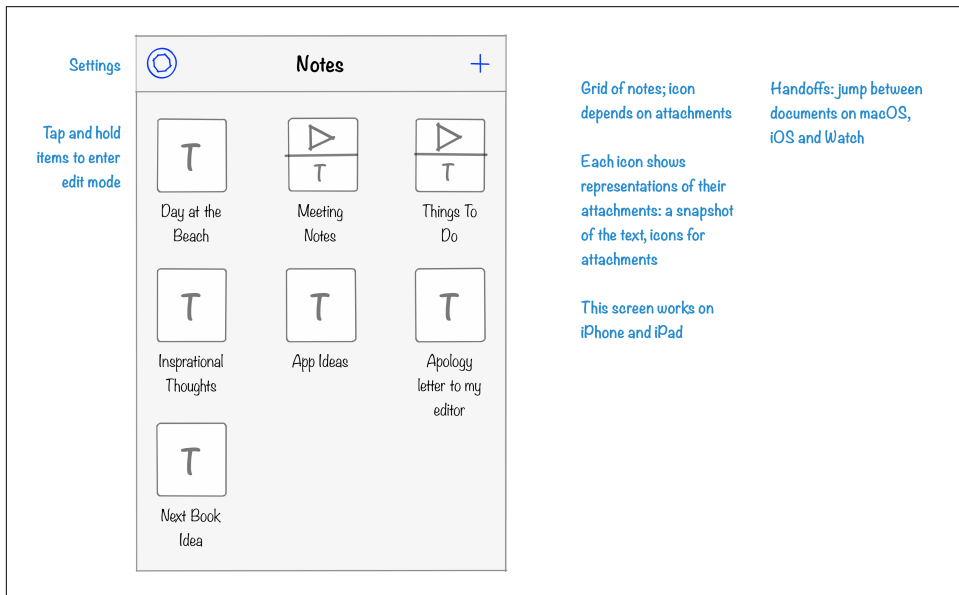 Settings
Notes
+
Tap and hold
items to enter
edit mode
T
T
T
Day at the
Beach
Meeting
Notes
Things To
Do
T
T
T
Insprational
Thoughts
App Ideas
Apology
letter to my
editor
T
Next Book
Idea
Grid of notes; icon
depends on attachments
Each icon shows
representations of their
attachments: a snapshot
of the text, icons for
attachments
This screen works on
iPhone and iPad
Handoffs: jump between
documents on macOS,
iOS and Watch